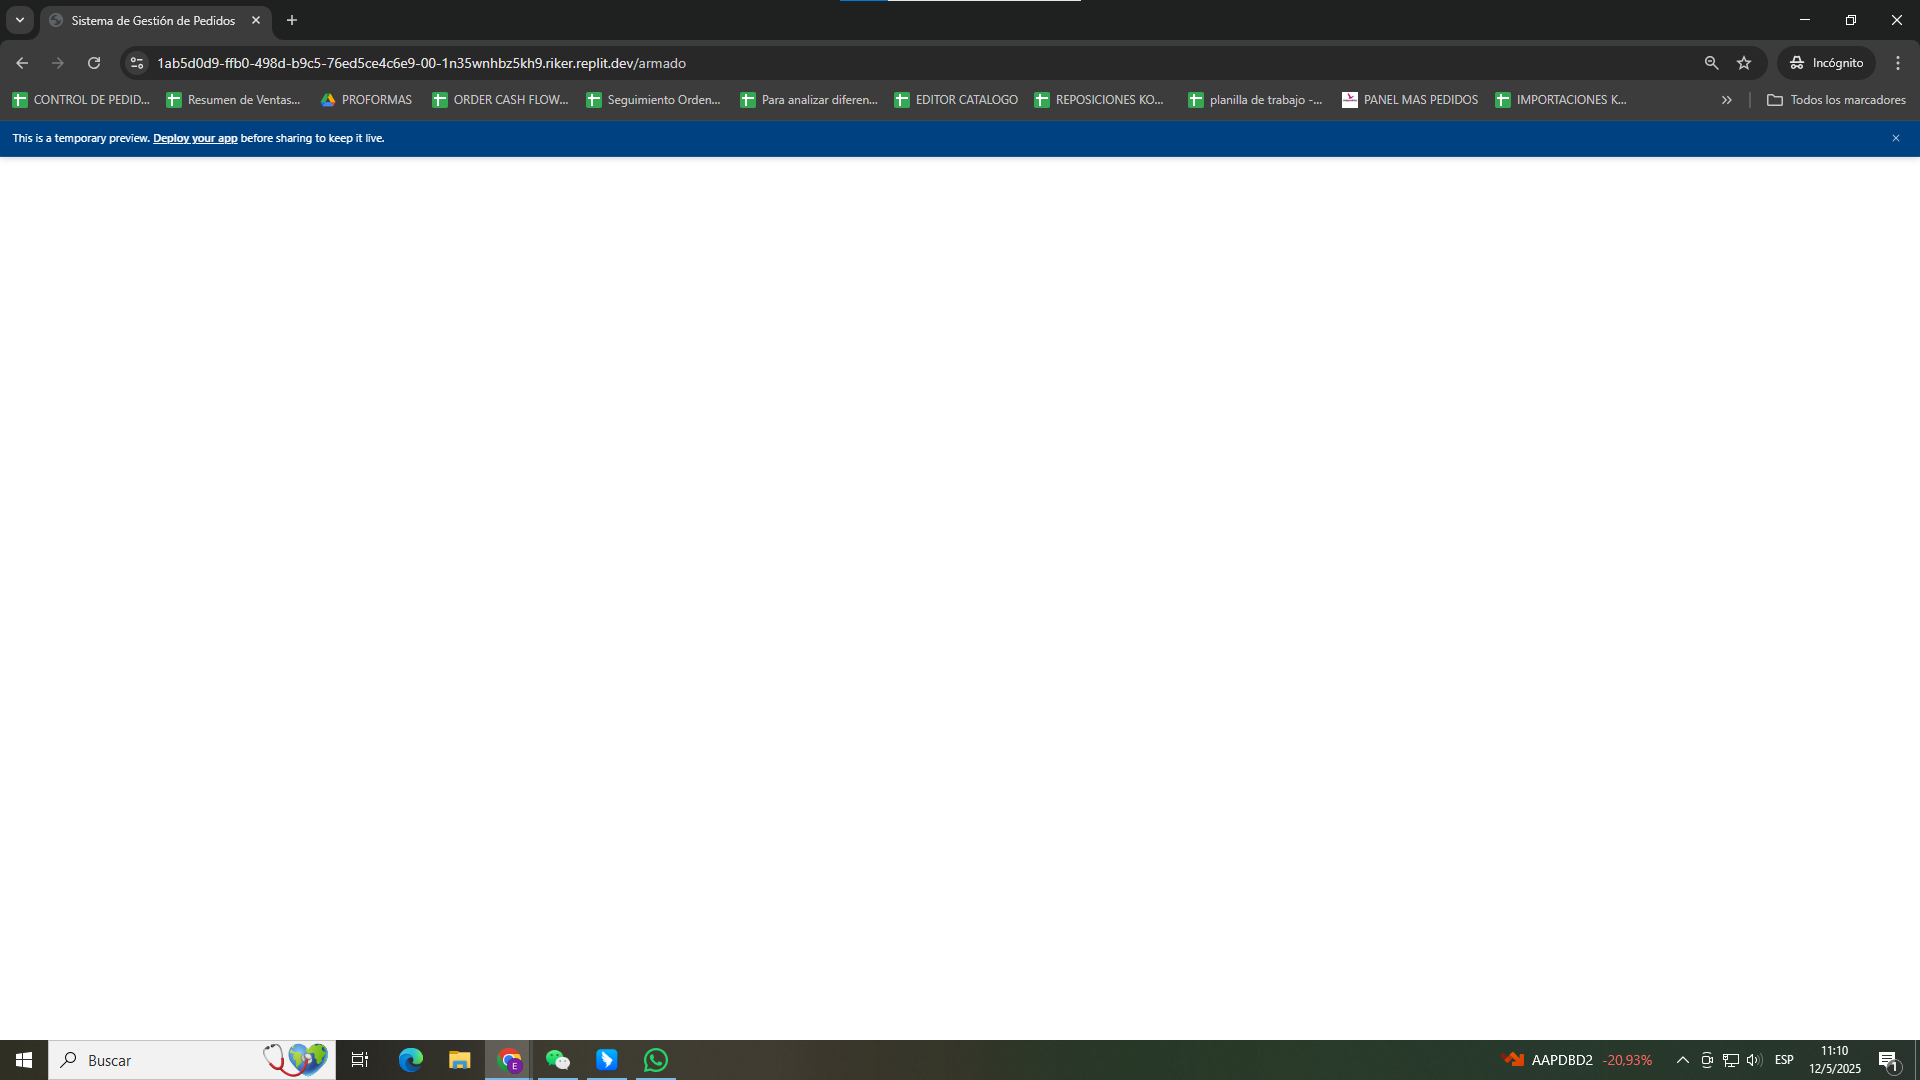 Sistema de Gestión de Pedidos
1ab5d0d9-ffb0-498d-b9c5-76ed5ce4c6e9-00-1n35wnhbz5kh9.riker.replit.dev/armado
Incógnito
CONTROL DE PEDID...
Resumen de Ventas...
PROFORMAS
ORDER CASH FLOW...
Seguimiento Orden...
Para analizar diferen...
EDITOR CATALOGO
REPOSICIONES KO...
planilla de trabajo -...
PANEL MAS PEDIDOS
IMPORTACIONES K...
Todos los marcadores
This is a temporary preview. Deploy your app before sharing to keep it live.
Buscar
E
AAPDBD2 -20,93%
ESP
11:10
12/5/2025
1